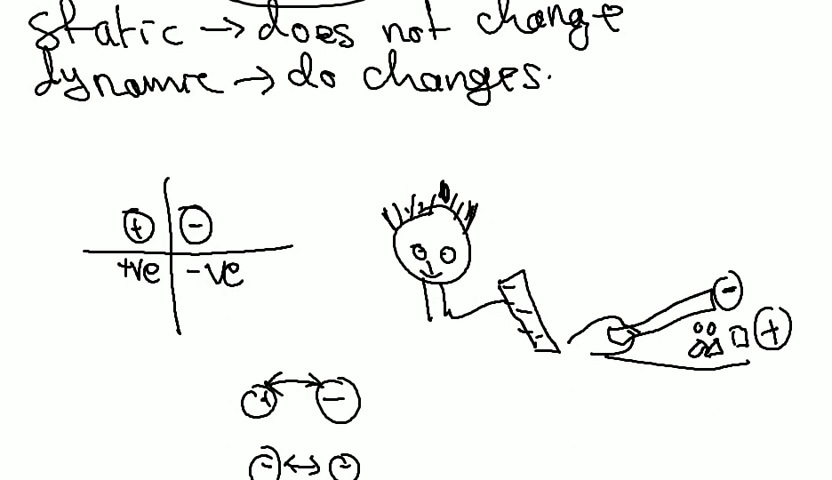 static → does not change
dynamic → do changes.
+ -
+ve -ve
-
+
+ -
- ↔ -